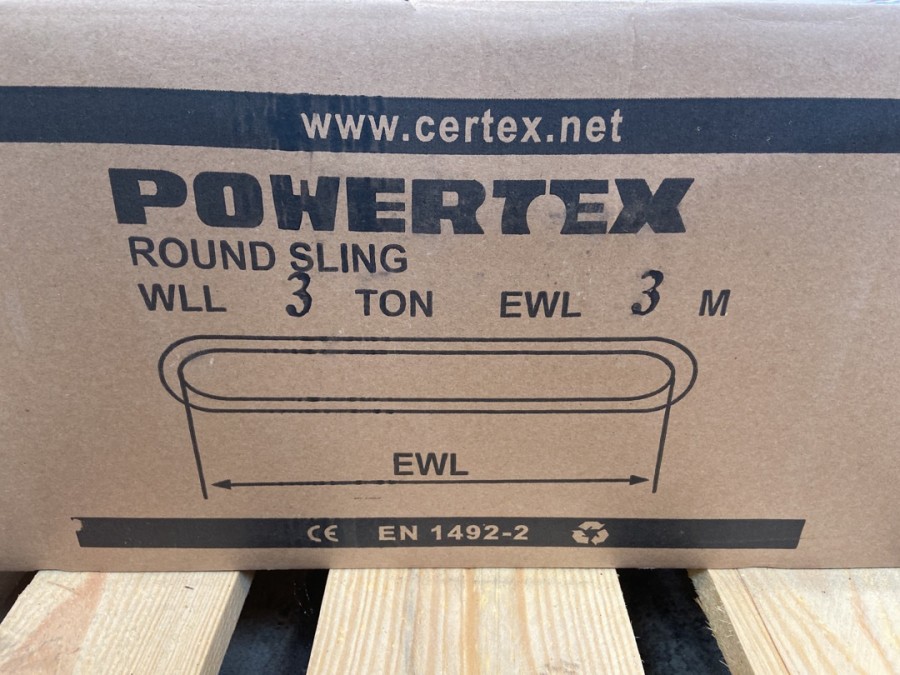 www.certex.net
POWERTEX
ROUND SLING
WLL 3 TON EWL 3 M
EWL
CE EN 1492-2